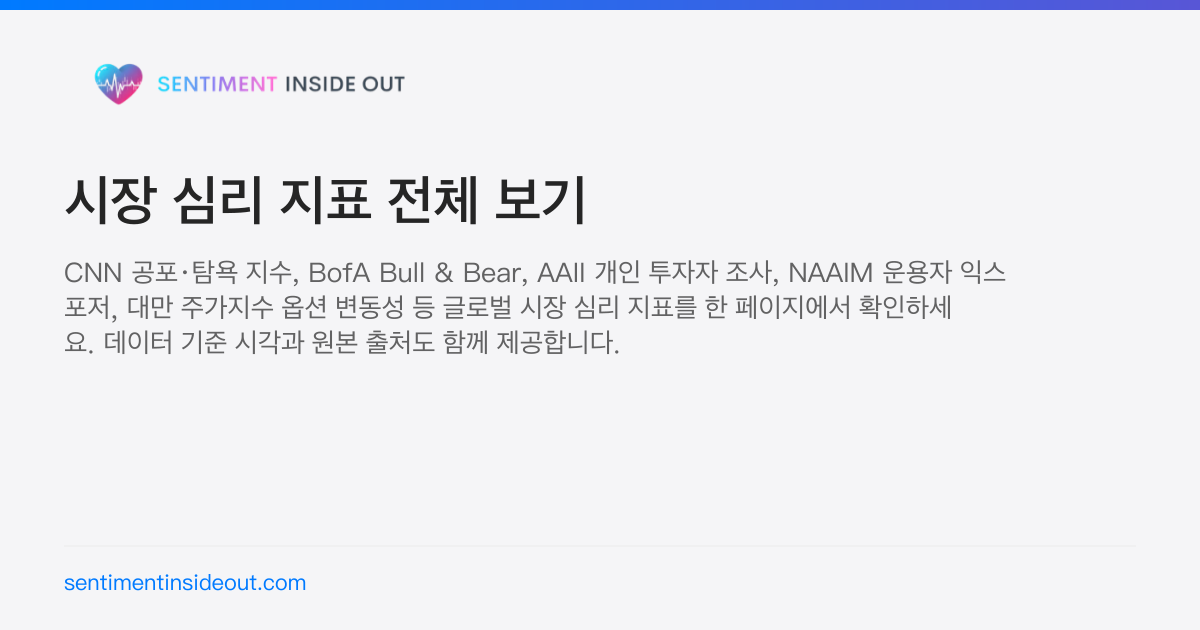 SENTIMENT INSIDE OUT
시장 심리 지표 전체 보기
CNN 공포·탐욕 지수, BofA Bull & Bear, AAII 개인 투자자 조사, NAAIM 운용자 익스
포저, 대만 주가지수 옵션 변동성 등 글로벌 시장 심리 지표를 한 페이지에서 확인하세
요. 데이터 기준 시각과 원본 출처도 함께 제공합니다.
sentimentinsideout.com